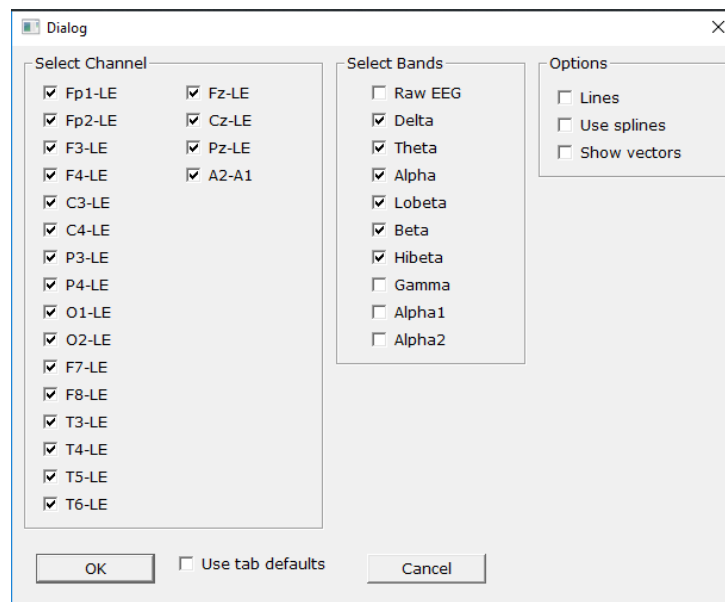 Dialog
Select Channel
Fp1-LE
Fp2-LE
F3-LE
F4-LE
C3-LE
C4-LE
P3-LE
P4-LE
O1-LE
O2-LE
F7-LE
F8-LE
T3-LE
T4-LE
T5-LE
T6-LE
Fz-LE
Cz-LE
Pz-LE
A2-A1
Select Bands
Raw EEG
Delta
Theta
Alpha
Lobeta
Beta
Hibeta
Gamma
Alpha1
Alpha2
Options
Lines
Use splines
Show vectors
OK
Use tab defaults
Cancel